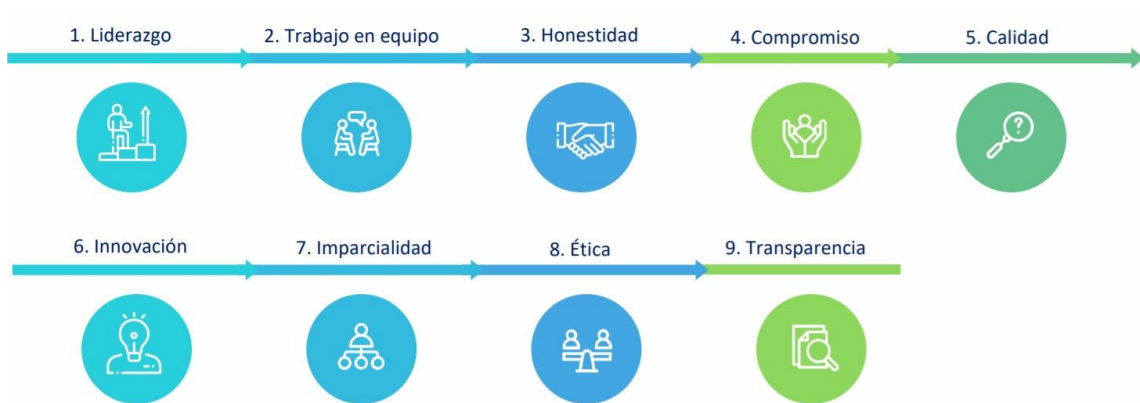 1. Liderazgo
2. Trabajo en equipo
3. Honestidad
4. Compromiso
5. Calidad
?
6. Innovación
7. Imparcialidad
8. Ética
9. Transparencia